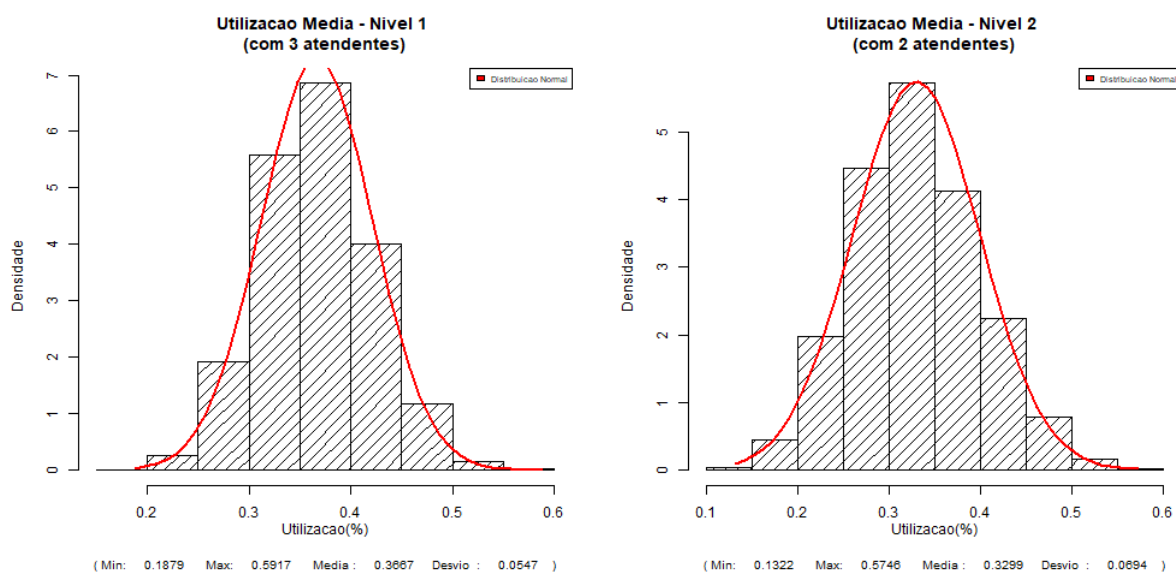 Utilizacao Media - Nivel 1
(com 3 atendentes)
Distribuicao Normal
Densidade
7
6
5
4
3
2
1
0
0.2 0.3 0.4 0.5 0.6
Utilizacao(%)
( Min: 0.1879 Max: 0.5917 Media : 0.3667 Desvio : 0.0547 )
Utilizacao Media - Nivel 2
(com 2 atendentes)
Distribuicao Normal
Densidade
5
4
3
2
1
0
0.1 0.2 0.3 0.4 0.5 0.6
Utilizacao(%)
( Min: 0.1322 Max: 0.5746 Media : 0.3299 Desvio : 0.0694 )